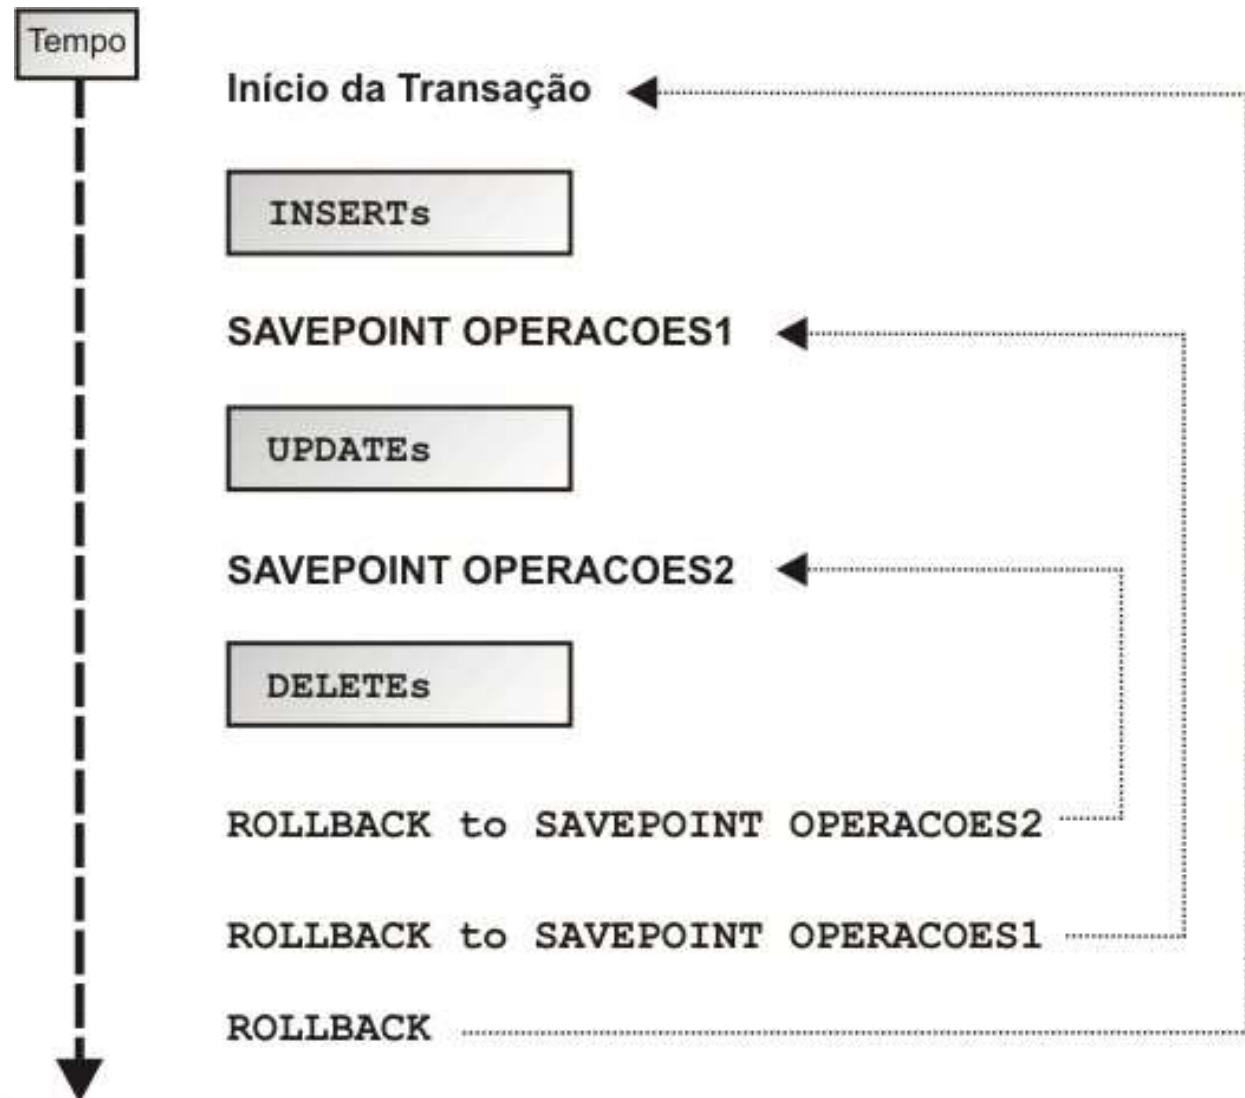 Tempo
Início da Transação
INSERTs
SAVEPOINT OPERACOES1
UPDATEs
SAVEPOINT OPERACOES2
DELETEs
ROLLBACK to SAVEPOINT OPERACOES2
ROLLBACK to SAVEPOINT OPERACOES1
ROLLBACK